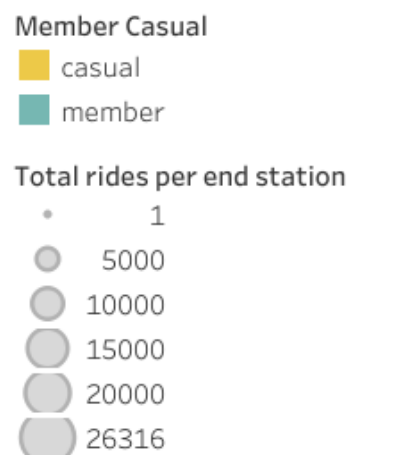 Member Casual
casual
member
Total rides per end station
1
5000
10000
15000
20000
26316